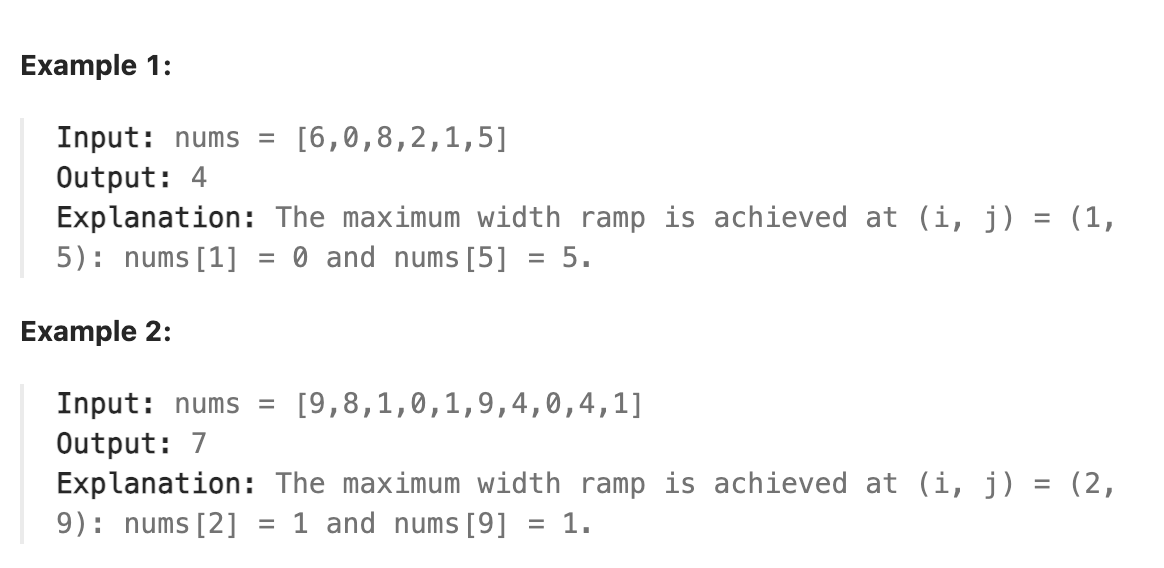 Example 1:
Input: nums = [6,0,8,2,1,5]
Output: 4
Explanation: The maximum width ramp is achieved at (i, j) = (1,
5): nums[1] = 0 and nums[5] = 5.
Example 2:
Input: nums = [9,8,1,0,1,9,4,0,4,1]
Output: 7
Explanation: The maximum width ramp is achieved at (i, j) = (2,
9): nums[2] = 1 and nums[9] = 1.